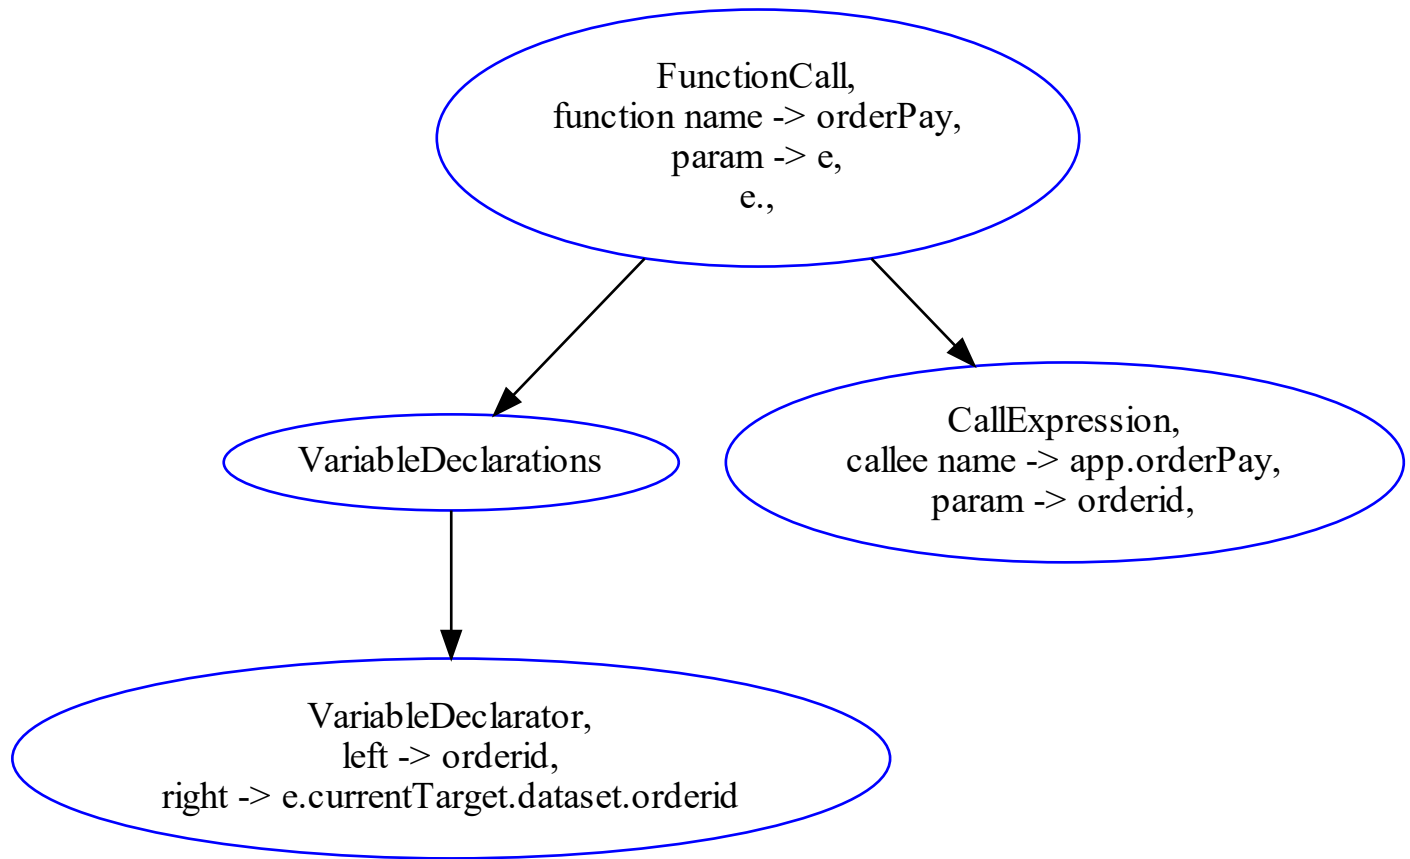 FunctionCall,
function name -> orderPay,
param -> e,
e.,
VariableDeclarations
CallExpression,
callee name -> app.orderPay,
param -> orderid,
VariableDeclarator,
left -> orderid,
right -> e.currentTarget.dataset.orderid